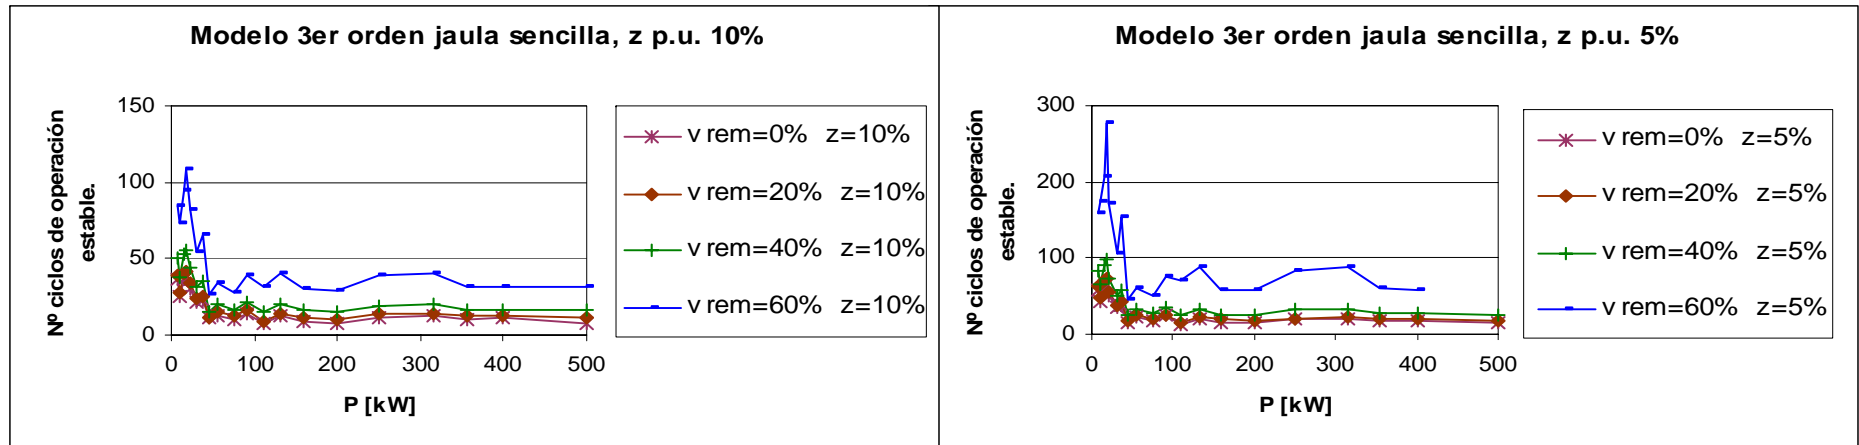 Modelo 3er orden jaula sencilla, z p.u. 10%
Nº ciclos de operación
estable.
150
100
50
0
0 100 200 300 400 500
P [kW]
v rem=0% z=10%
v rem=20% z=10%
v rem=40% z=10%
v rem=60% z=10%
Modelo 3er orden jaula sencilla, z p.u. 5%
Nº ciclos de operación
estable.
300
200
100
0
0 100 200 300 400 500
P [kW]
v rem=0% z=5%
v rem=20% z=5%
v rem=40% z=5%
v rem=60% z=5%